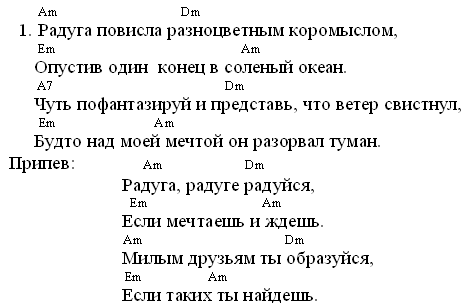 Am Dm
1. Радуга повисла разноцветным коромыслом,
Em Am
Опустив один конец в соленый океан.
A7 Dm
Чуть пофантазируй и представь, что ветер свистнул,
Em Am
Будто над моей мечтой он разорвал туман.
Припев: Am Dm
Радуга, радуге радуйся,
Em Am
Если мечтаешь и ждешь.
Am Dm
Милым друзьям ты образуйся,
Em Am
Если таких ты найдешь.